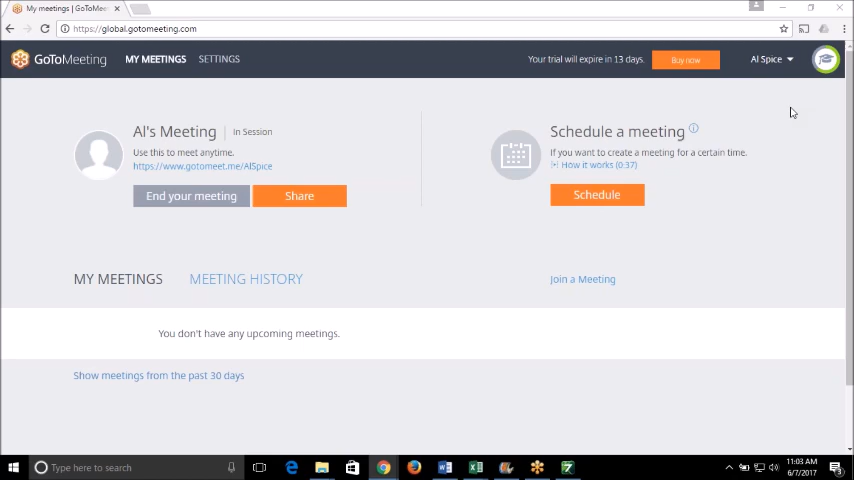 My meetings | GoToMee
https://global.gotomeeting.com
GoToMeeting
MY MEETINGS
SETTINGS
Your trial will expire in 13 days.
Buy now
Al Spice
Al's Meeting
In Session
Use this to meet anytime.
https://www.gotomeet.me/AlSpice
End your meeting
Share
Schedule a meeting
If you want to create a meeting for a certain time.
How it works (0:37)
Schedule
MY MEETINGS
MEETING HISTORY
Join a Meeting
You don't have any upcoming meetings.
Show meetings from the past 30 days
Type here to search
11:03 AM
6/7/2017
3